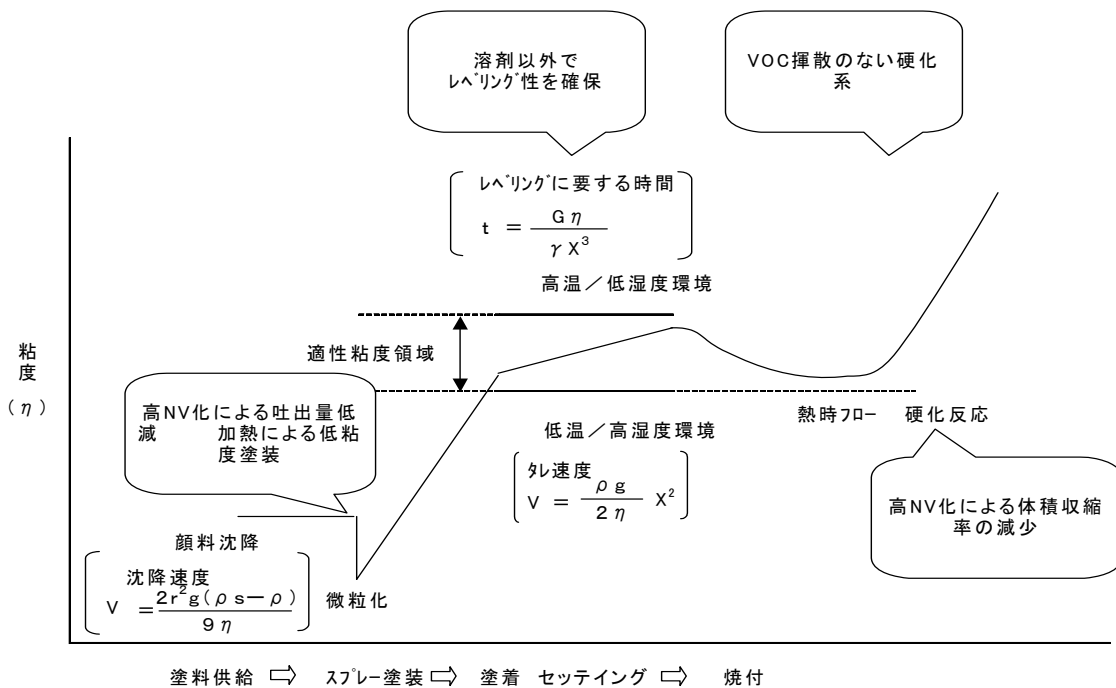 溶剤以外で
ﾚﾍﾞﾘﾝｸﾞ性を確保
VOC揮散のない硬化
系
ﾚﾍﾞﾘﾝｸﾞに要する時間
t = Gη / γX³
高温／低湿度環境
適性粘度領域
粘度
(η)
高NV化による吐出量低
減 加熱による低粘
度塗装
低温／高湿度環境
ﾀﾚ速度
V = ρg / 2η X²
熱時ﾌﾛｰ 硬化反応
高NV化による体積収縮
率の減少
顔料沈降
沈降速度
V = 2r²g(ρs－ρ) / 9η
微粒化
塗料供給 ⇨ ｽﾌﾟﾚｰ塗装 ⇨ 塗着 セッテイング ⇨ 焼付